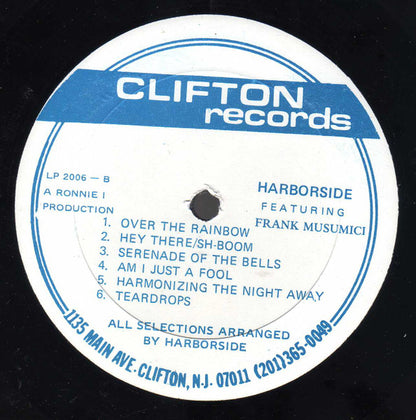 CLIFTON
records
LP 2006 — B
A RONNIE I
PRODUCTION
HARBORSIDE
FEATURING
FRANK MUSUMICI
1. OVER THE RAINBOW
2. HEY THERE/SH-BOOM
3. SERENADE OF THE BELLS
4. AM I JUST A FOOL
5. HARMONIZING THE NIGHT AWAY
6. TEARDROPS
ALL SELECTIONS ARRANGED
BY HARBORSIDE
1135 MAIN AVE. CLIFTON, N.J. 07011 (201) 365-0049